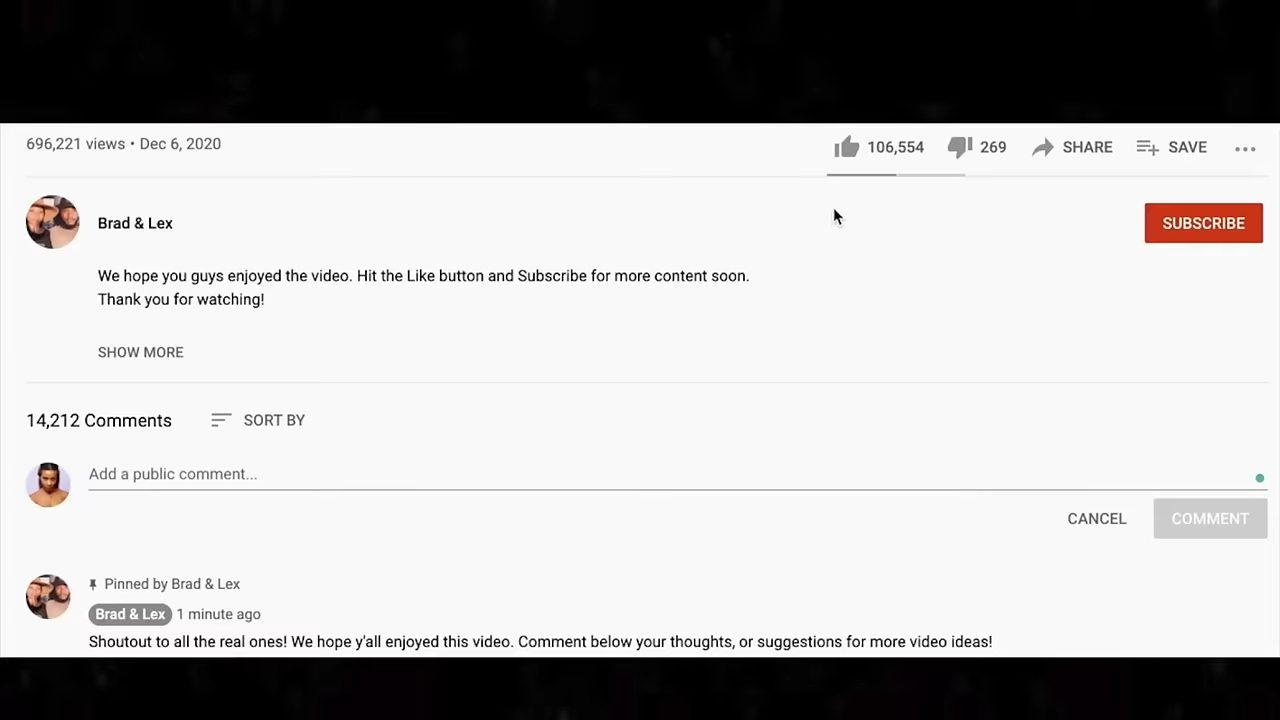 696,221 views • Dec 6, 2020
106,554
269
SHARE
SAVE
Brad & Lex
SUBSCRIBE
We hope you guys enjoyed the video. Hit the Like button and Subscribe for more content soon.
Thank you for watching!
SHOW MORE
14,212 Comments
SORT BY
Add a public comment...
CANCEL
COMMENT
Pinned by Brad & Lex
Brad & Lex 1 minute ago
Shoutout to all the real ones! We hope y'all enjoyed this video. Comment below your thoughts, or suggestions for more video ideas!